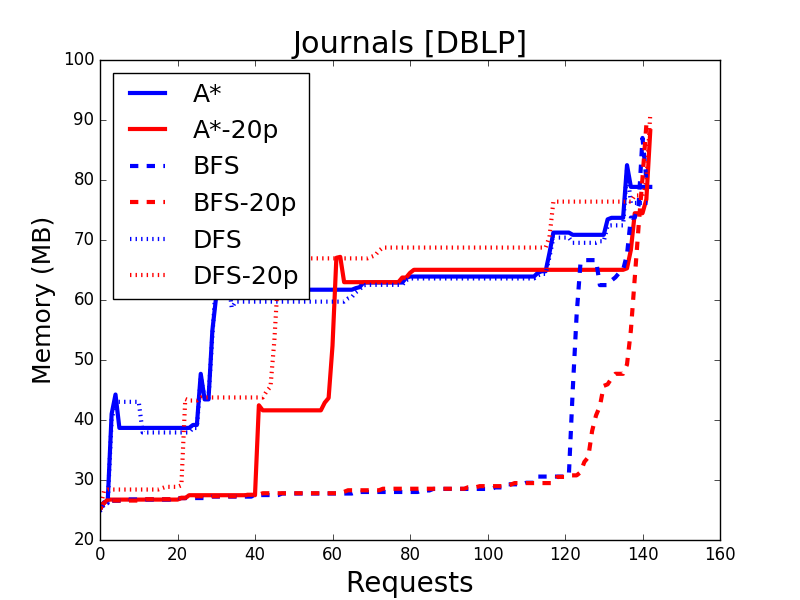 Journals [DBLP]
100
90
80
70
60
50
40
30
20
Memory (MB)
A*
A*-20p
BFS
BFS-20p
DFS
DFS-20p
0 20 40 60 80 100 120 140 160
Requests